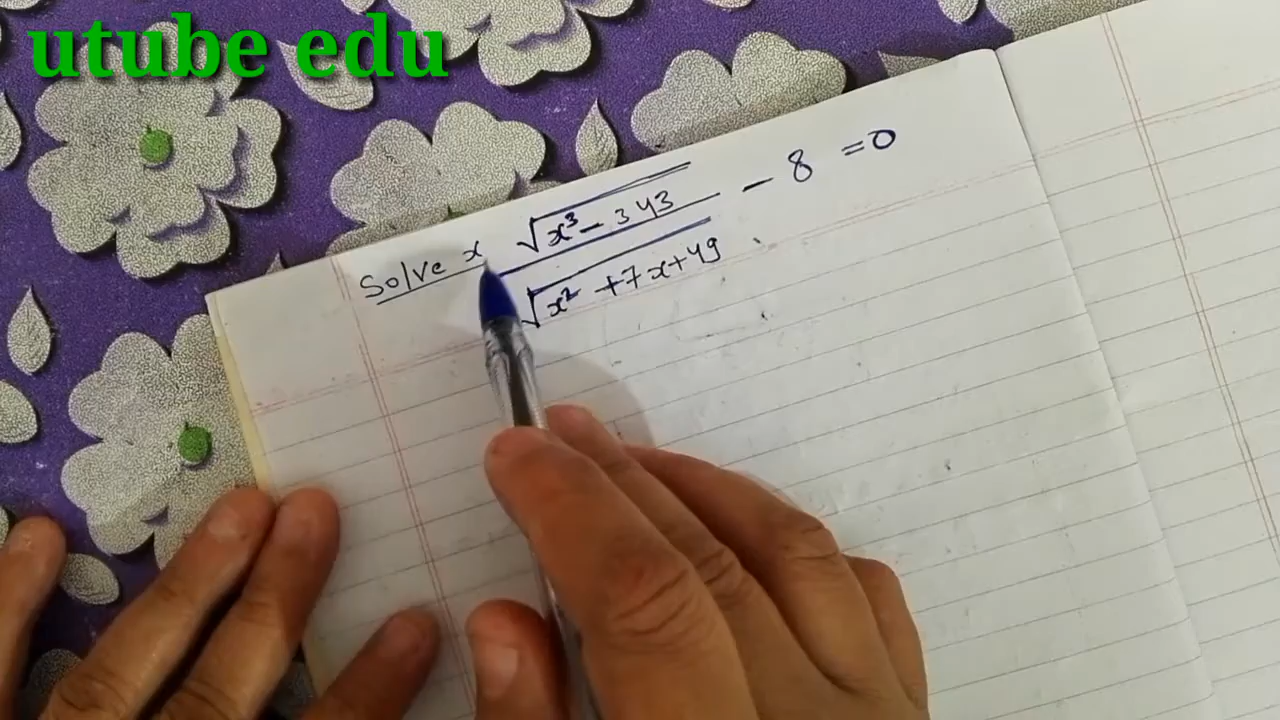 utube edu
Solve x √x³ - 343 - 8 = 0
√x² + 7x + 49